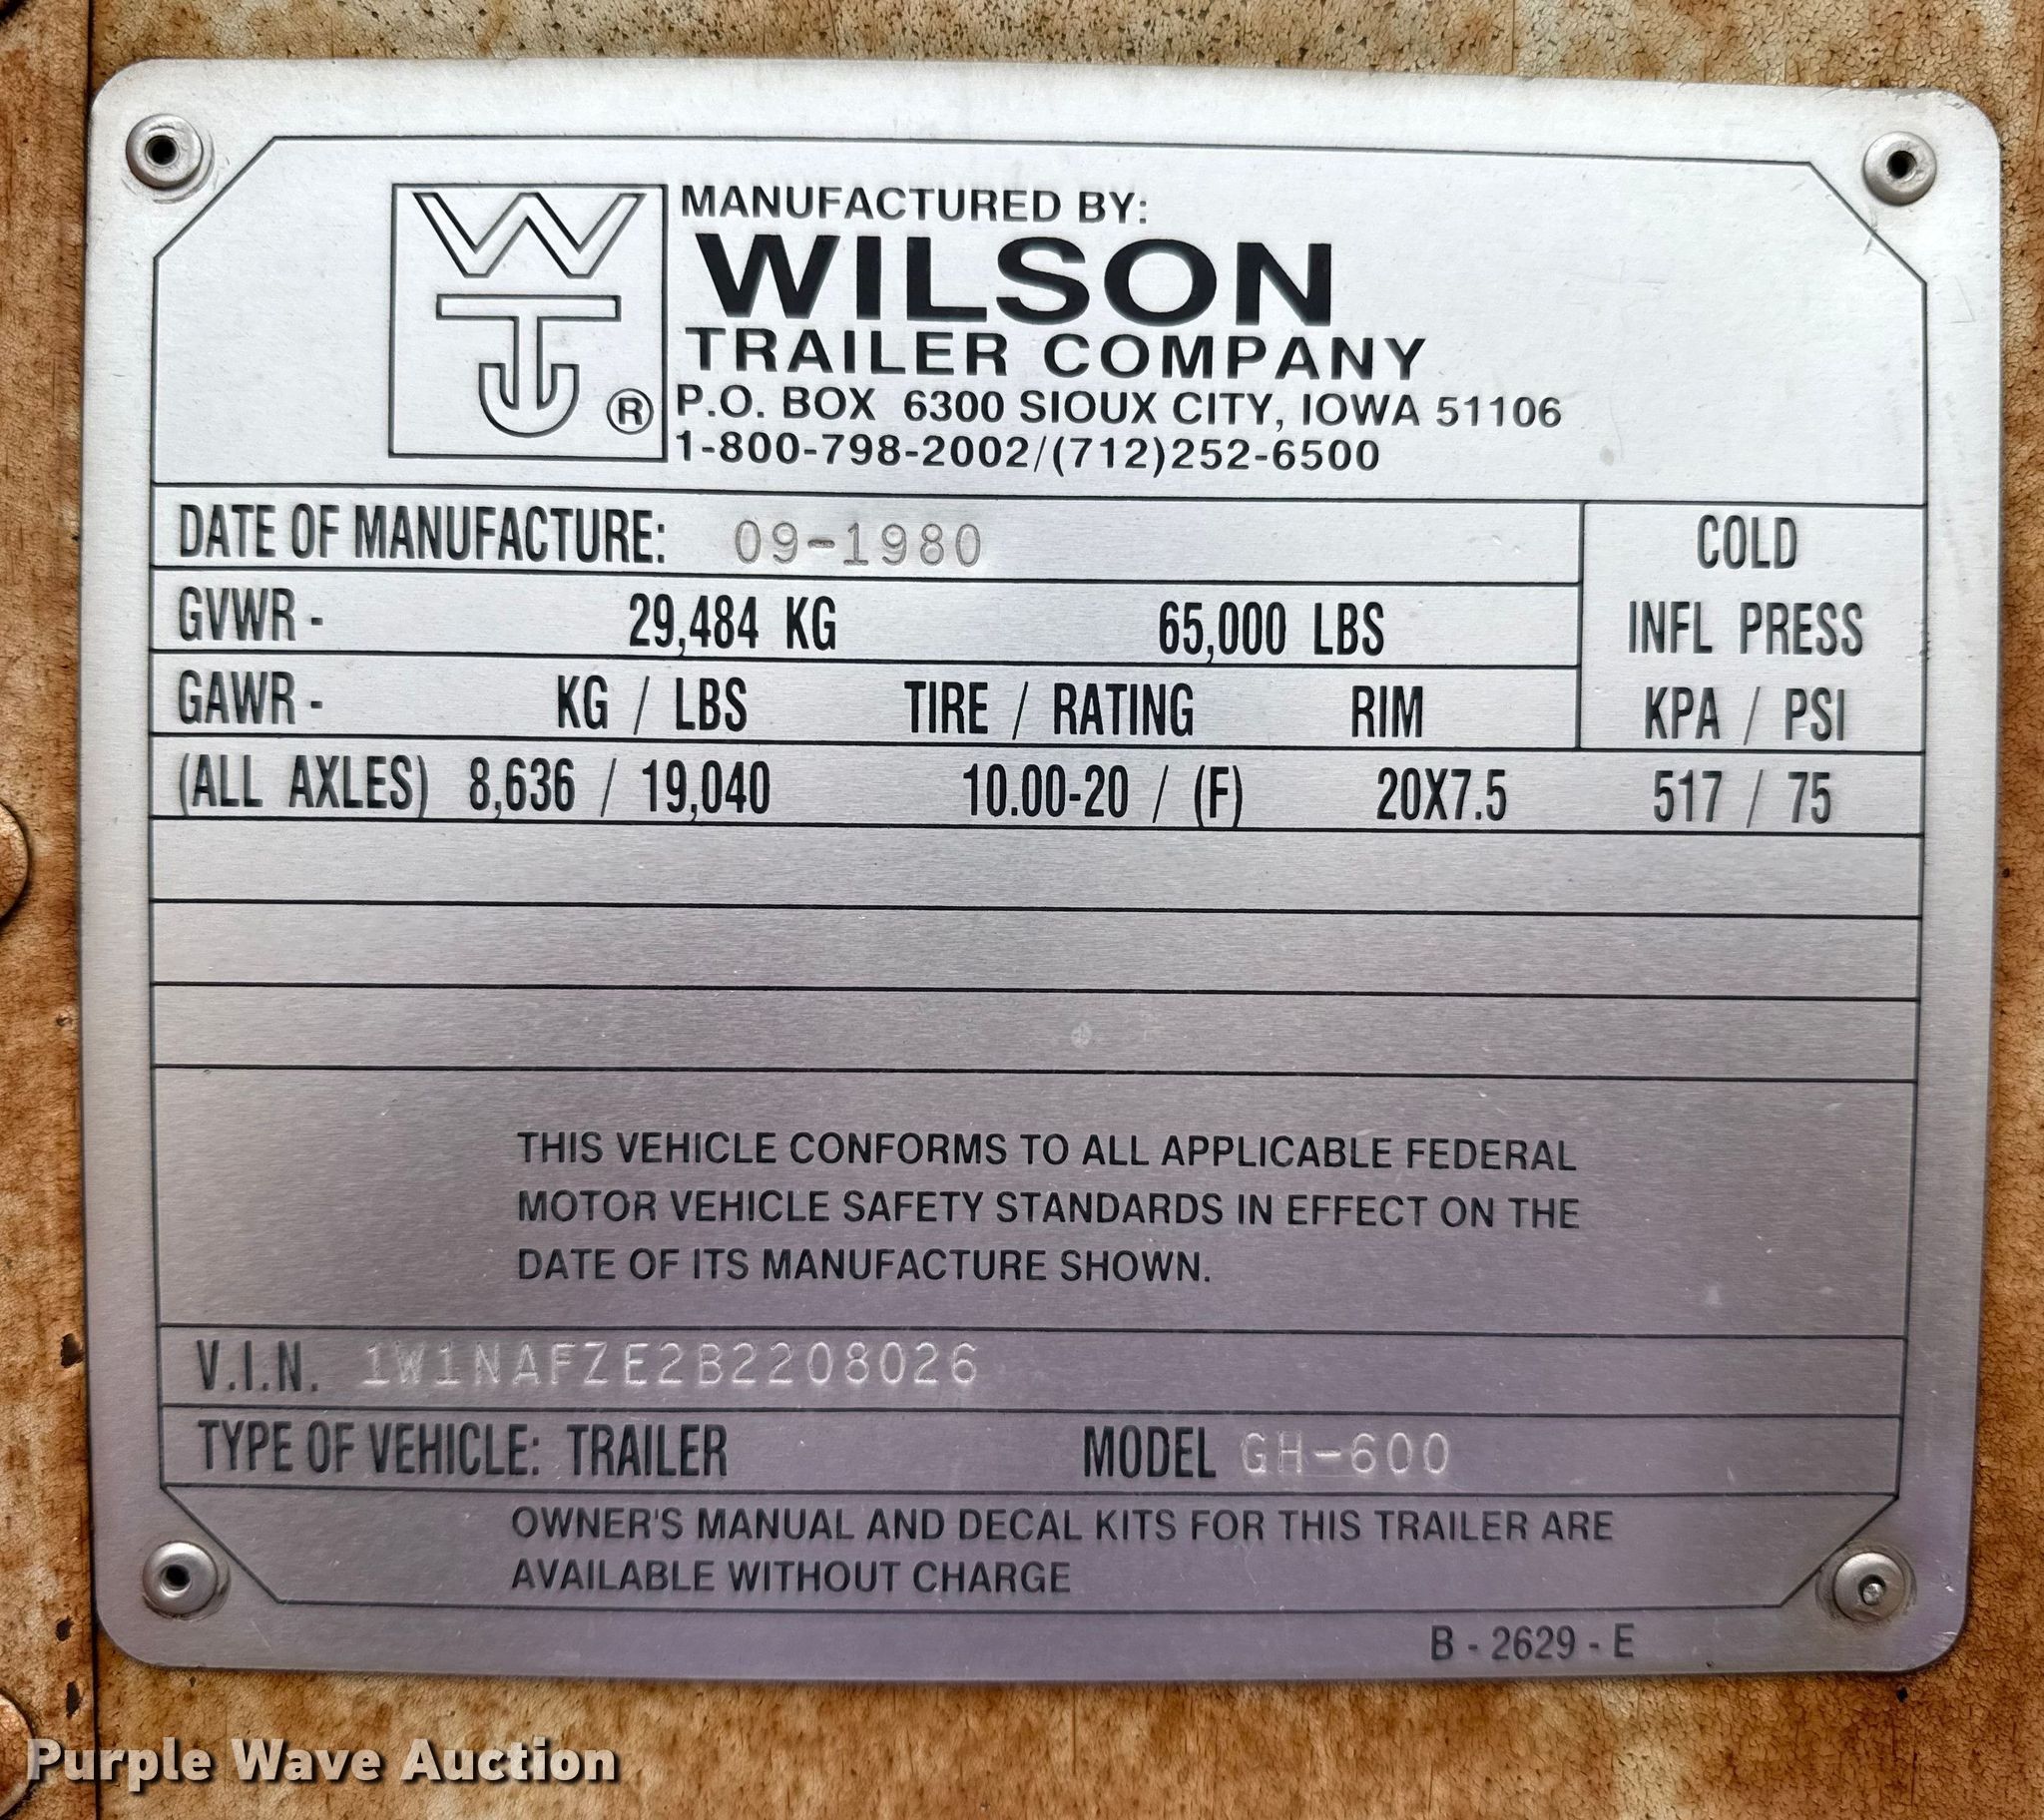 WTJ ®
MANUFACTURED BY:
WILSON
TRAILER COMPANY
P.O. BOX 6300 SIOUX CITY, IOWA 51106
1-800-798-2002/(712)252-6500
DATE OF MANUFACTURE: 09-1980
COLD
GVWR - 29,484 KG 65,000 LBS
INFL PRESS
GAWR - KG / LBS TIRE / RATING RIM KPA / PSI
(ALL AXLES) 8,636 / 19,040 10.00-20 / (F) 20X7.5 517 / 75
THIS VEHICLE CONFORMS TO ALL APPLICABLE FEDERAL
MOTOR VEHICLE SAFETY STANDARDS IN EFFECT ON THE
DATE OF ITS MANUFACTURE SHOWN.
V.I.N. 1W1NAFZE2B2208026
TYPE OF VEHICLE: TRAILER MODEL GH-600
OWNER'S MANUAL AND DECAL KITS FOR THIS TRAILER ARE
AVAILABLE WITHOUT CHARGE
B - 2629 - E
Purple Wave Auction